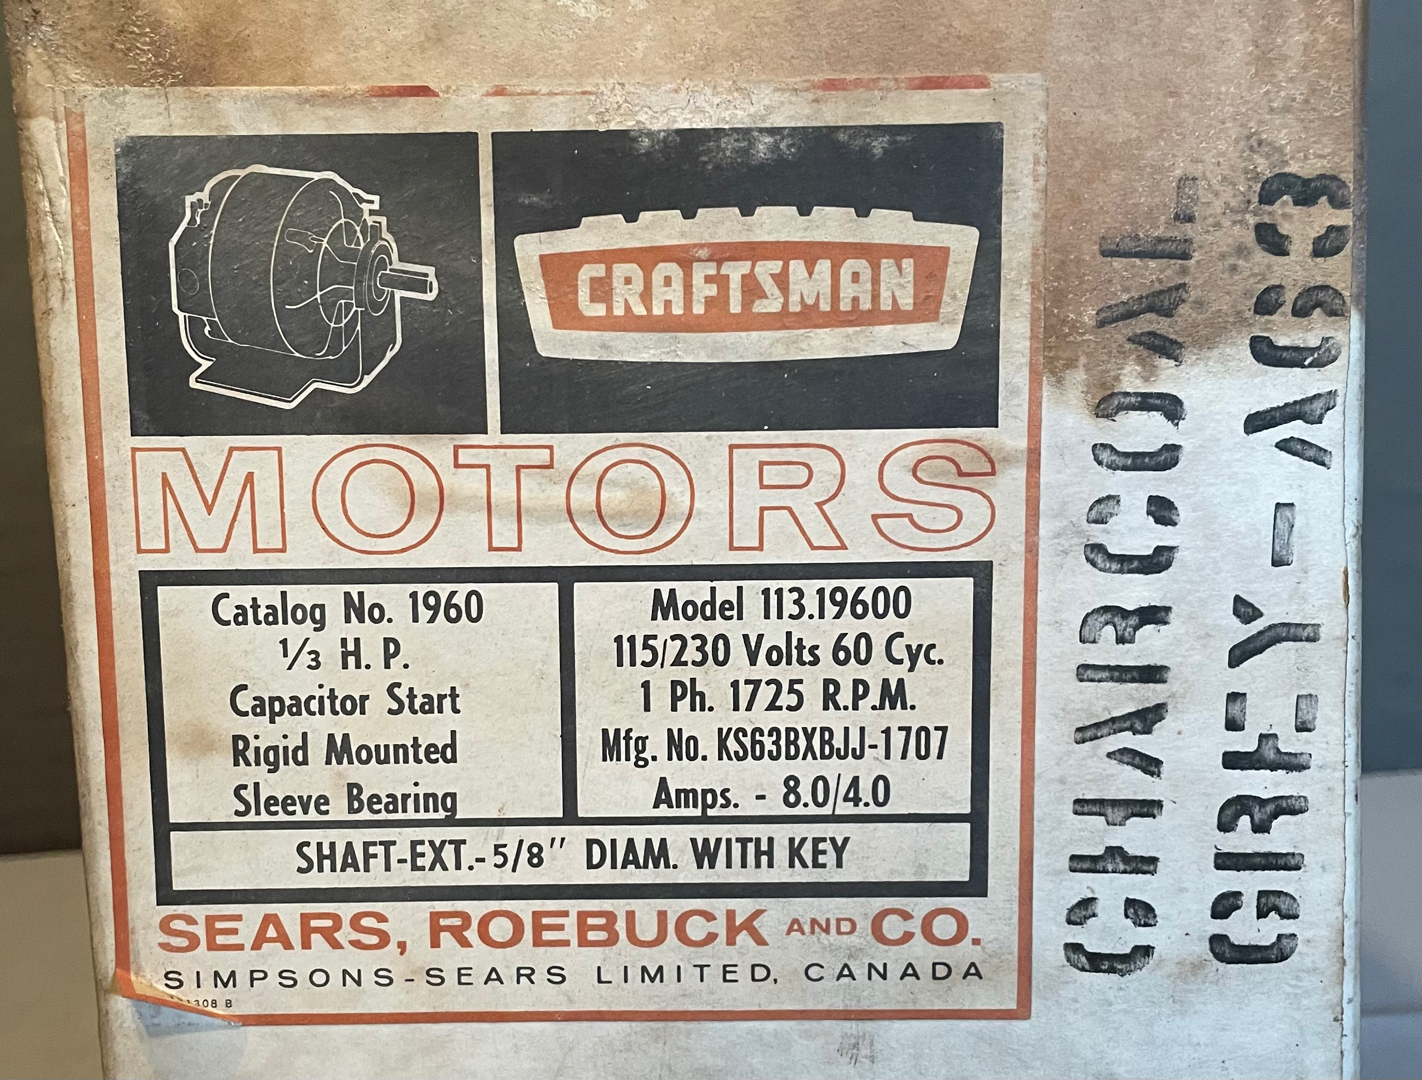 CRAFTSMAN
MOTORS
Catalog No. 1960
1/3 H. P.
Capacitor Start
Rigid Mounted
Sleeve Bearing
Model 113.19600
115/230 Volts 60 Cyc.
1 Ph. 1725 R.P.M.
Mfg. No. KS63BXBJJ-1707
Amps. - 8.0/4.0
SHAFT-EXT.-5/8″ DIAM. WITH KEY
SEARS, ROEBUCK AND CO.
SIMPSONS-SEARS LIMITED, CANADA
CHARCOAL